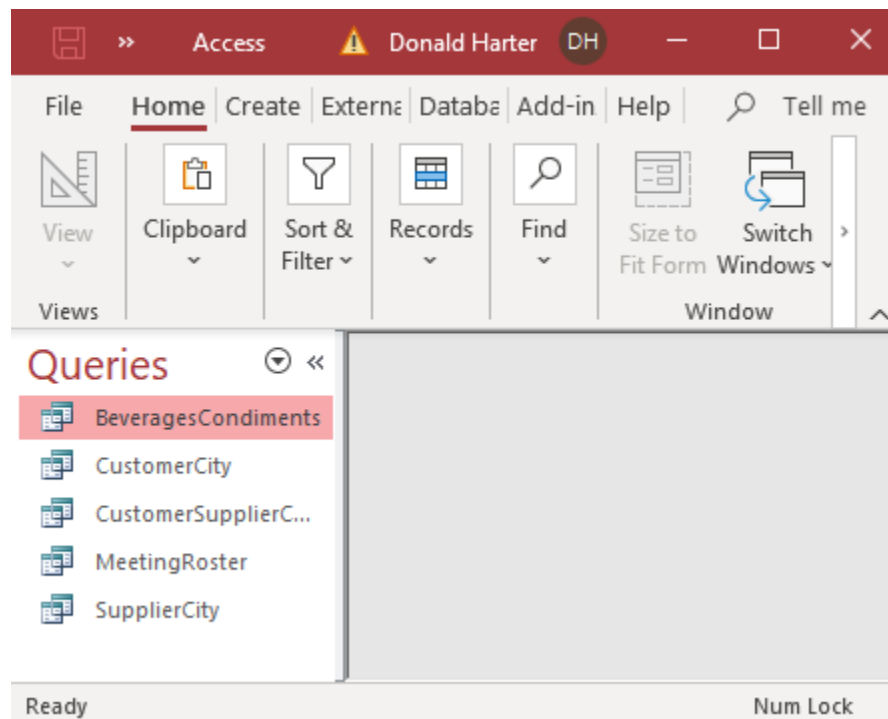 » Access Donald Harter DH
File Home Create Externa Databa Add-in Help Tell me
View Clipboard Sort & Filter Records Find Size to Fit Form Switch Windows
Views Window
Queries «
BeveragesCondiments
CustomerCity
CustomerSupplierC...
MeetingRoster
SupplierCity
Ready Num Lock